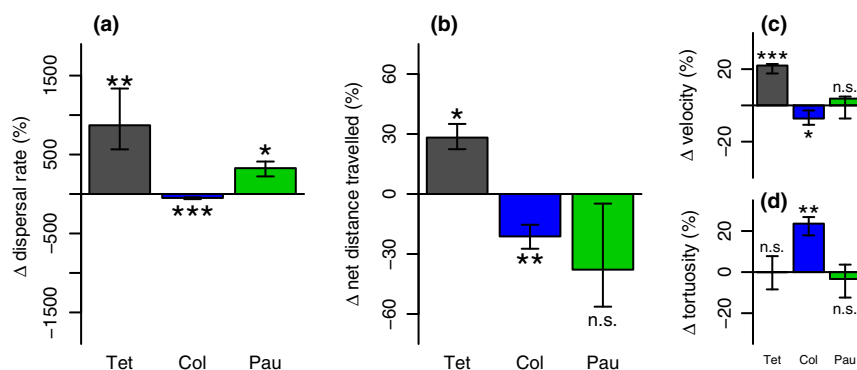 (a)
Δ dispersal rate (%)
1500
500
−500
−1500
**
***
*
Tet Col Pau
(b)
Δ net distance travelled (%)
60
30
0
−30
−60
*
**
n.s.
Tet Col Pau
(c)
Δ velocity (%)
20
−20
***
*
n.s.
(d)
Δ tortuosity (%)
20
0
−20
n.s.
**
n.s.
Tet Col Pau